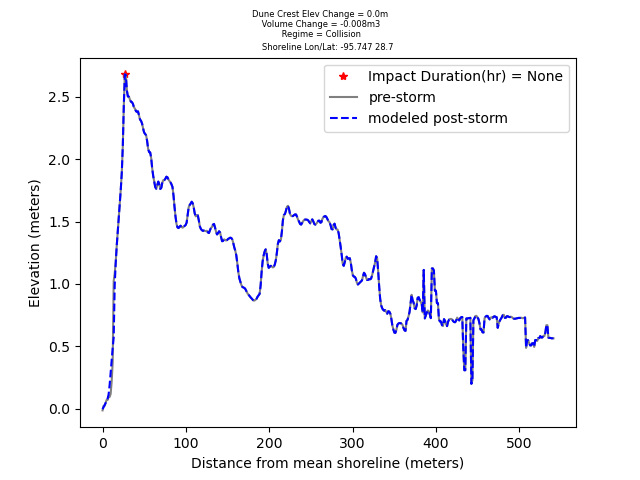 Dune Crest Elev Change = 0.0m
Volume Change = -0.008m3
Regime = Collision
Shoreline Lon/Lat: -95.747 28.7
Impact Duration(hr) = None
pre-storm
modeled post-storm
Elevation (meters)
2.5
2.0
1.5
1.0
0.5
0.0
0 100 200 300 400 500
Distance from mean shoreline (meters)